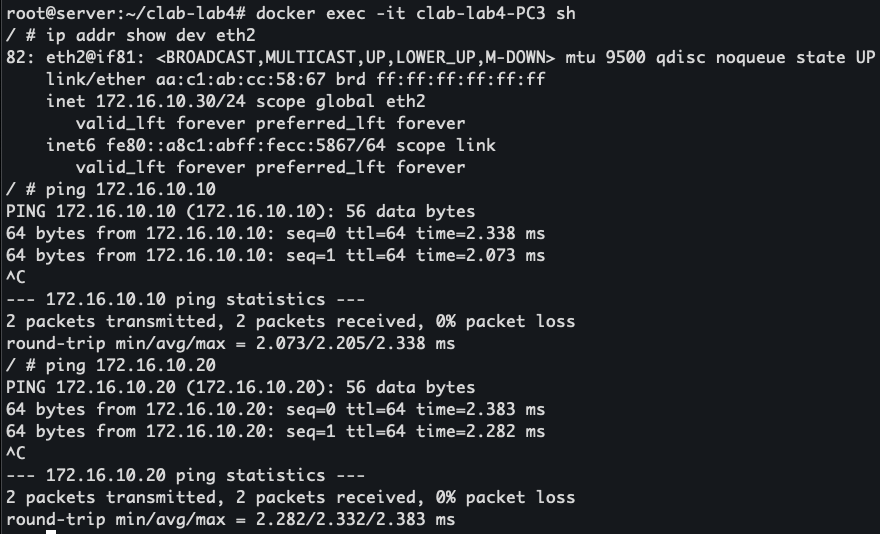 root@server:~/clab-lab4# docker exec -it clab-lab4-PC3 sh
/ # ip addr show dev eth2
82: eth2@if81: <BROADCAST,MULTICAST,UP,LOWER_UP,M-DOWN> mtu 9500 qdisc noqueue state UP
    link/ether aa:c1:ab:cc:58:67 brd ff:ff:ff:ff:ff:ff
    inet 172.16.10.30/24 scope global eth2
       valid_lft forever preferred_lft forever
    inet6 fe80::a8c1:abff:fecc:5867/64 scope link
       valid_lft forever preferred_lft forever
/ # ping 172.16.10.10
PING 172.16.10.10 (172.16.10.10): 56 data bytes
64 bytes from 172.16.10.10: seq=0 ttl=64 time=2.338 ms
64 bytes from 172.16.10.10: seq=1 ttl=64 time=2.073 ms
^C
--- 172.16.10.10 ping statistics ---
2 packets transmitted, 2 packets received, 0% packet loss
round-trip min/avg/max = 2.073/2.205/2.338 ms
/ # ping 172.16.10.20
PING 172.16.10.20 (172.16.10.20): 56 data bytes
64 bytes from 172.16.10.20: seq=0 ttl=64 time=2.383 ms
64 bytes from 172.16.10.20: seq=1 ttl=64 time=2.282 ms
^C
--- 172.16.10.20 ping statistics ---
2 packets transmitted, 2 packets received, 0% packet loss
round-trip min/avg/max = 2.282/2.332/2.383 ms